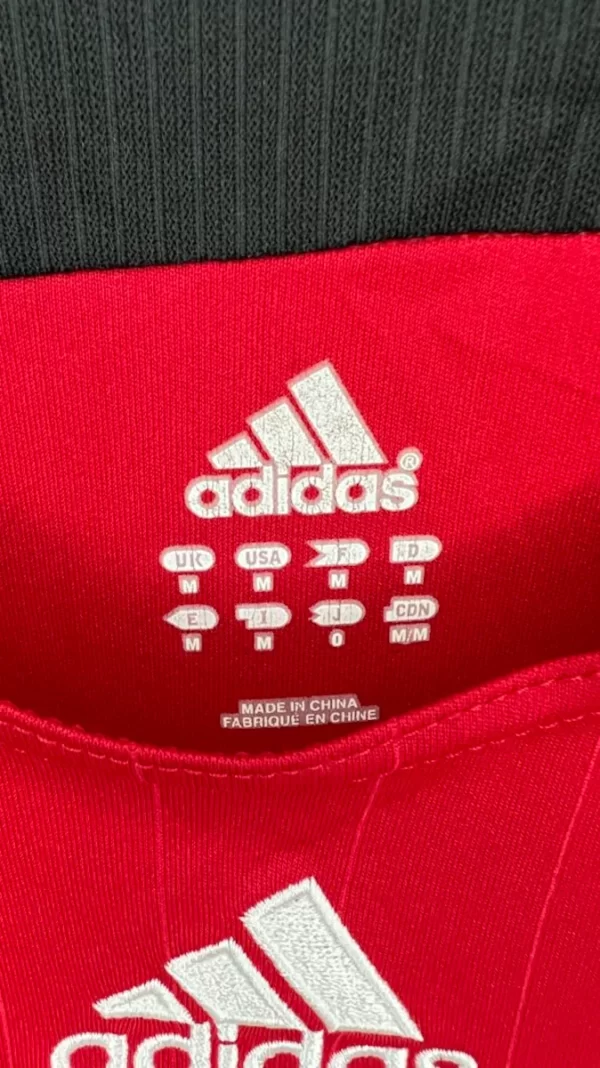 adidas®
UK USA F D
M M M M
E I J CDN
M M O M/M
MADE IN CHINA
FABRIQUÉ EN CHINE
adidas